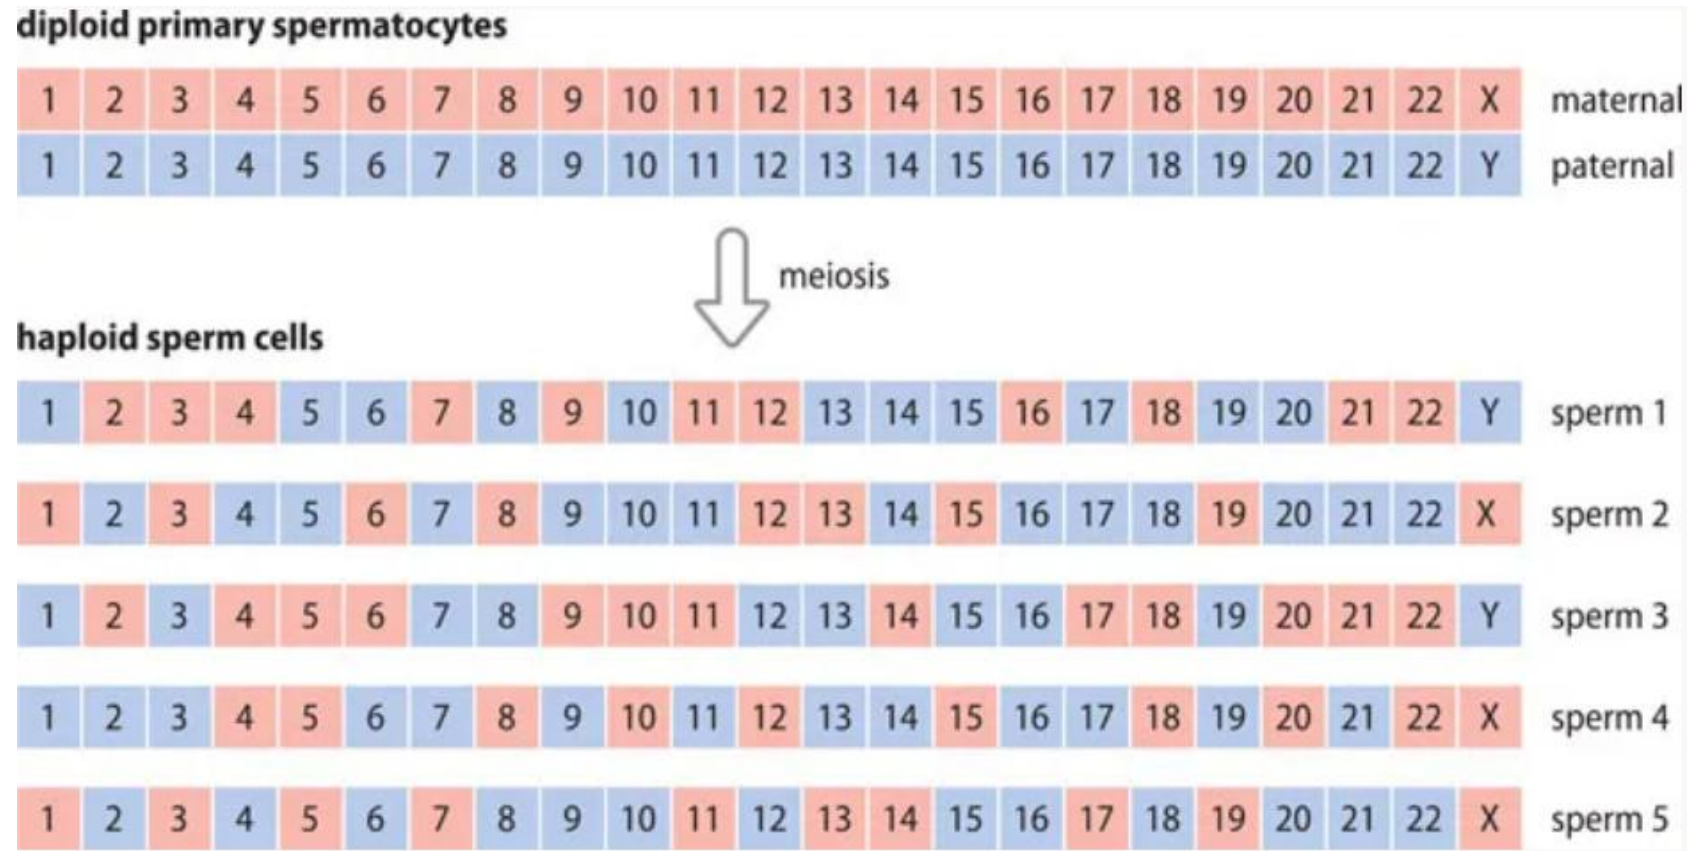 diploid primary spermatocytes
1 2 3 4 5 6 7 8 9 10 11 12 13 14 15 16 17 18 19 20 21 22 X maternal
1 2 3 4 5 6 7 8 9 10 11 12 13 14 15 16 17 18 19 20 21 22 Y paternal
meiosis
haploid sperm cells
1 2 3 4 5 6 7 8 9 10 11 12 13 14 15 16 17 18 19 20 21 22 Y sperm 1
1 2 3 4 5 6 7 8 9 10 11 12 13 14 15 16 17 18 19 20 21 22 X sperm 2
1 2 3 4 5 6 7 8 9 10 11 12 13 14 15 16 17 18 19 20 21 22 Y sperm 3
1 2 3 4 5 6 7 8 9 10 11 12 13 14 15 16 17 18 19 20 21 22 X sperm 4
1 2 3 4 5 6 7 8 9 10 11 12 13 14 15 16 17 18 19 20 21 22 X sperm 5